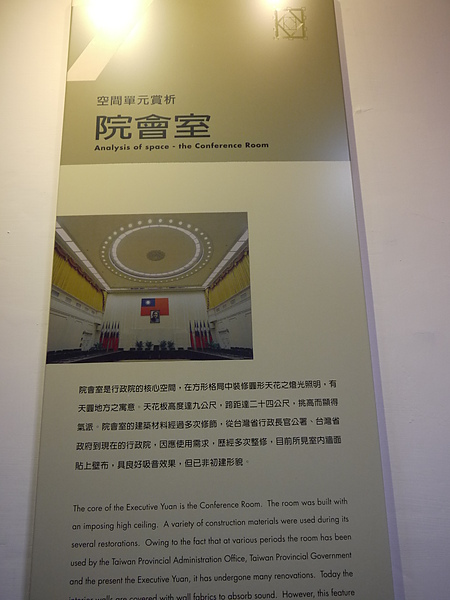 空間單元賞析
院會室
Analysis of space - the Conference Room
院會室是行政院的核心空間，在方形格局中裝修圓形天花之燈光照明，有
天圓地方之寓意。天花板高度達九公尺，跨距達二十四公尺，挑高而顯得
氣派。院會室的建築材料經過多次修飾，從台灣省行政長官公署、台灣省
政府到現在的行政院，因應使用需求，歷經多次整修，目前所見室內牆面
貼上壁布，具良好吸音效果，但已非初建形貌。
The core of the Executive Yuan is the Conference Room. The room was built with
an imposing high ceiling. A variety of construction materials were used during its
several restorations. Owing to the fact that at various periods the room has been
used by the Taiwan Provincial Administration Office, Taiwan Provincial Government
and the present the Executive Yuan, it has undergone many renovations. Today the
interior walls are covered with wall fabrics to absorb sound. However, this feature